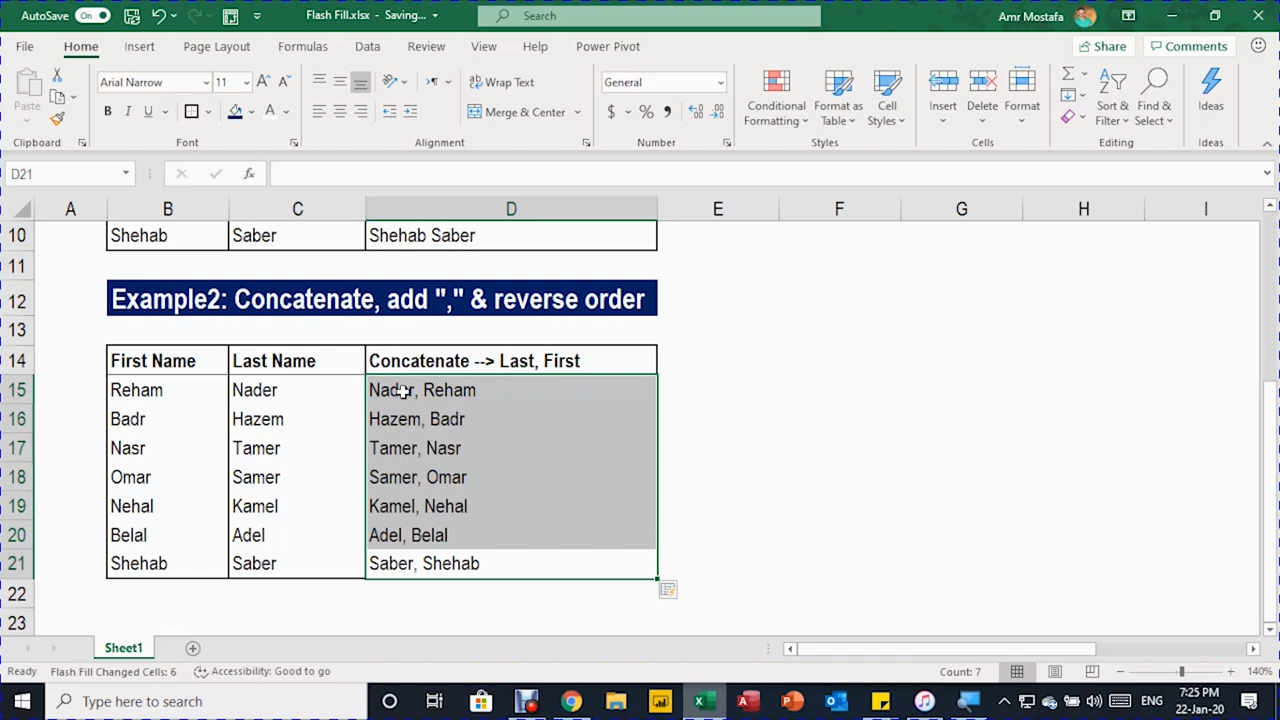 AutoSave On Flash Fill.xlsx - Saving... Search Amr Mostafa
File Home Insert Page Layout Formulas Data Review View Help Power Pivot Share Comments
Paste Arial Narrow 11 A A Wrap Text General Conditional Formatting Format as Table Cell Styles Insert Delete Format Sort & Filter Find & Select Ideas
B I U A Merge & Center $ %
Clipboard Font Alignment Number Styles Cells Editing Ideas
D21 fx
A B C D E F G H I
10 Shehab Saber Shehab Saber
11
12 Example2: Concatenate, add "," & reverse order
13
14 First Name Last Name Concatenate --> Last, First
15 Reham Nader Nader, Reham
16 Badr Hazem Hazem, Badr
17 Nasr Tamer Tamer, Nasr
18 Omar Samer Samer, Omar
19 Nehal Kamel Kamel, Nehal
20 Belal Adel Adel, Belal
21 Shehab Saber Saber, Shehab
22
23
Sheet1
Ready Flash Fill Changed Cells: 6 Accessibility: Good to go Count: 7 140%
Type here to search ENG 7:25 PM
22-Jan-20